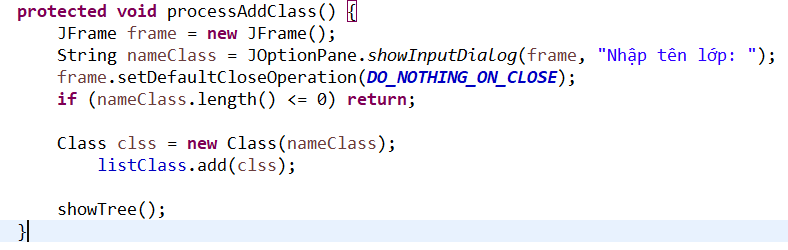 protected void processAddClass() {
JFrame frame = new JFrame();
String nameClass = JOptionPane.showInputDialog(frame, "Nhập tên lớp: ");
frame.setDefaultCloseOperation(DO_NOTHING_ON_CLOSE);
if (nameClass.length() <= 0) return;
Class clss = new Class(nameClass);
listClass.add(clss);
showTree();
}